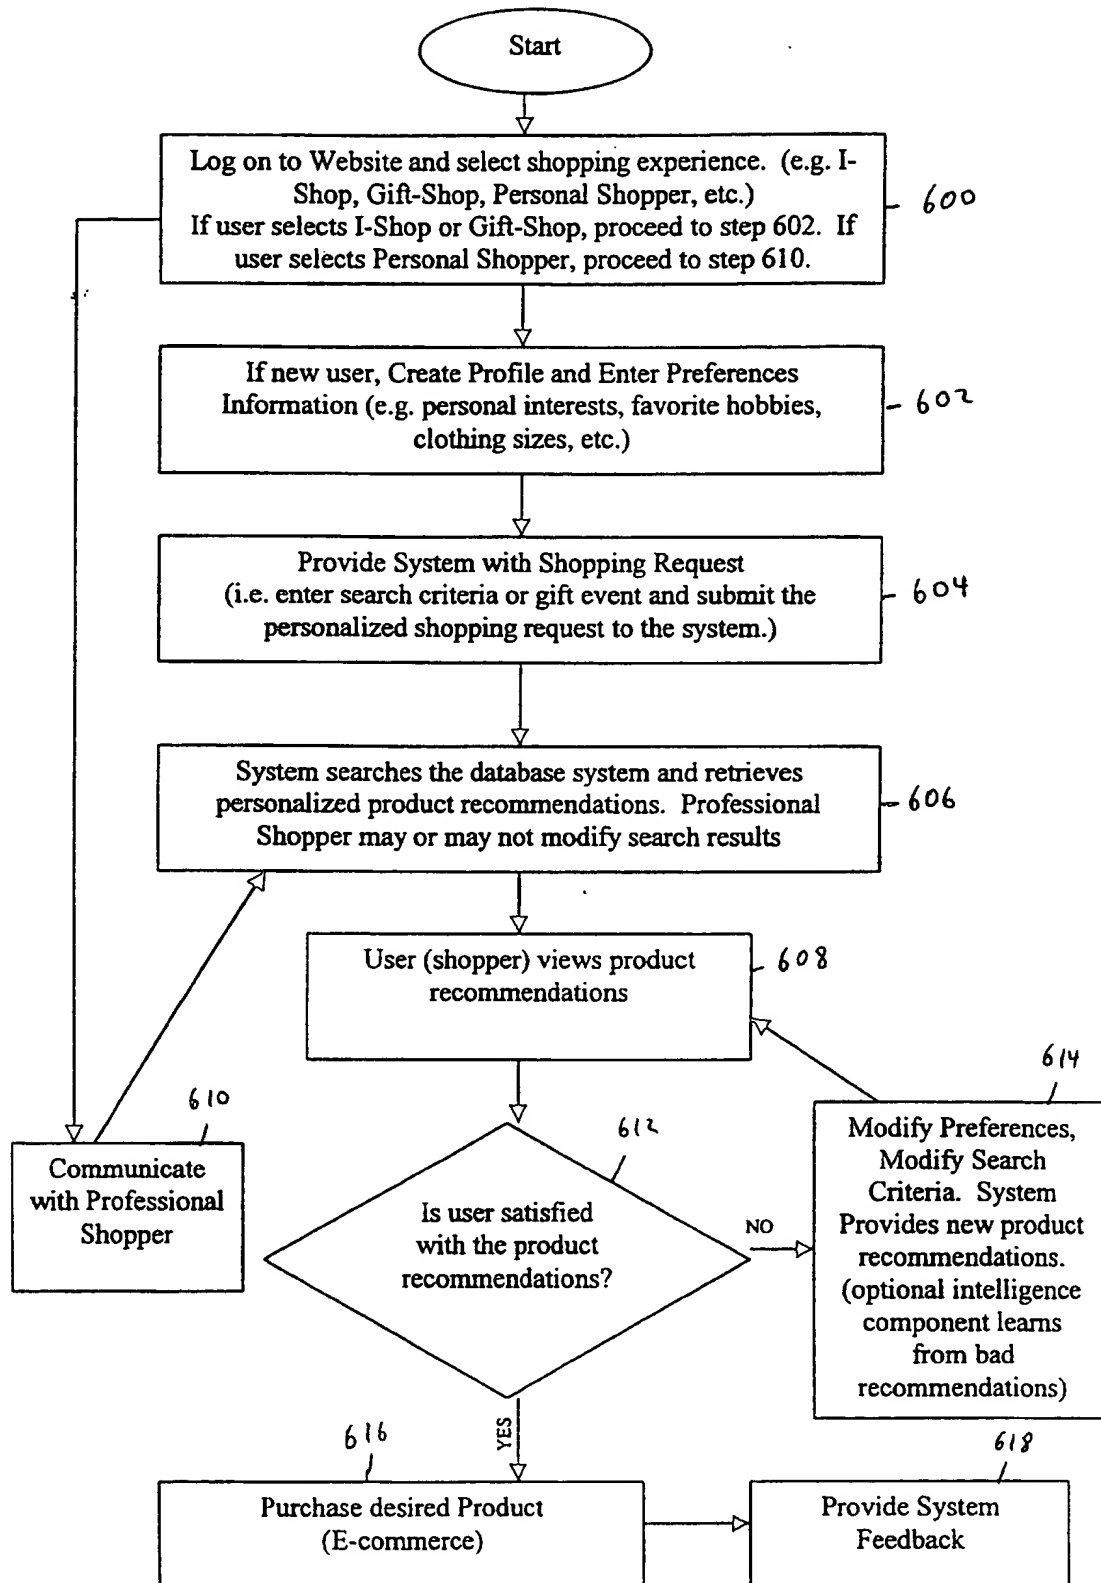 Start
Log on to Website and select shopping experience. (e.g. I-
Shop, Gift-Shop, Personal Shopper, etc.)
If user selects I-Shop or Gift-Shop, proceed to step 602. If
user selects Personal Shopper, proceed to step 610.
600
If new user, Create Profile and Enter Preferences
Information (e.g. personal interests, favorite hobbies,
clothing sizes, etc.)
602
Provide System with Shopping Request
(i.e. enter search criteria or gift event and submit the
personalized shopping request to the system.)
604
System searches the database system and retrieves
personalized product recommendations. Professional
Shopper may or may not modify search results
606
User (shopper) views product
recommendations
608
610
Communicate
with Professional
Shopper
612
Is user satisfied
with the product
recommendations?
NO
614
Modify Preferences,
Modify Search
Criteria. System
Provides new product
recommendations.
(optional intelligence
component learns
from bad
recommendations)
YES
616
Purchase desired Product
(E-commerce)
618
Provide System
Feedback